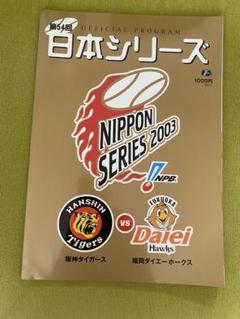 OFFICIAL PROGRAM
第54回
日本シリーズ
1000円
NIPPON
SERIES 2003
NPB
HANSHIN
Tigers
VS
FUKUOKA
Daiei
Hawks
阪神タイガース
福岡ダイエーホークス